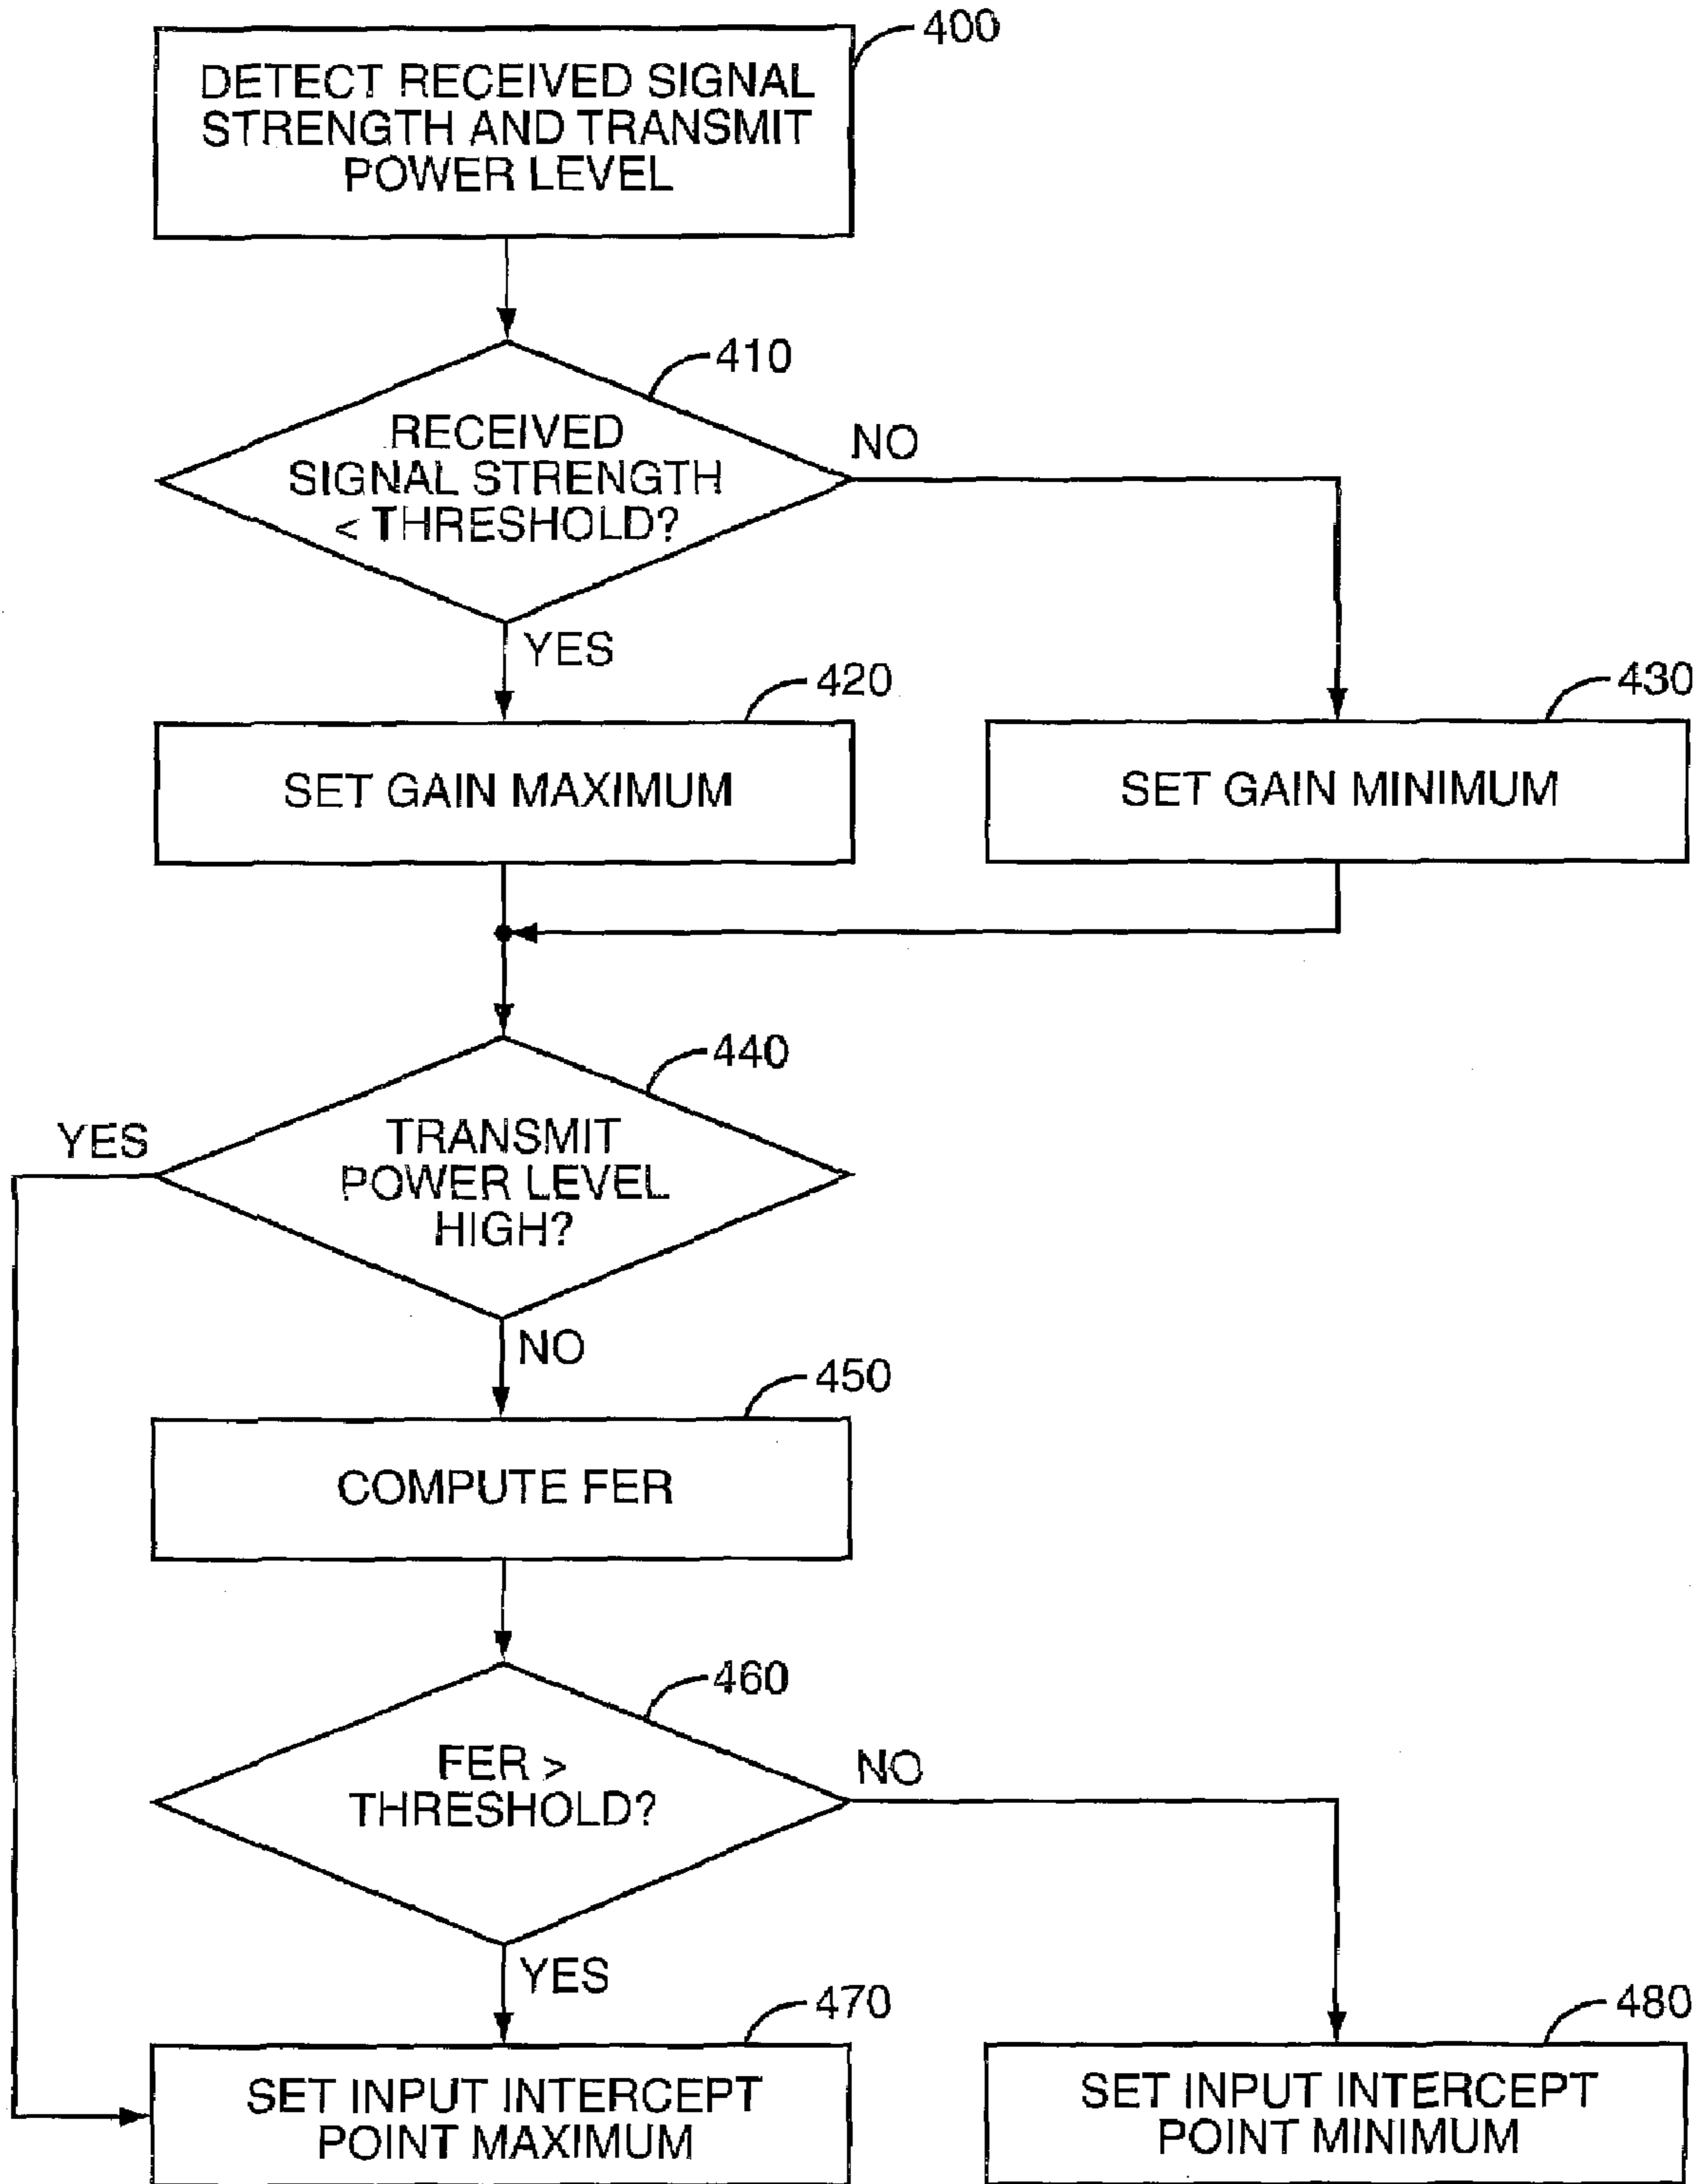 400
DETECT RECEIVED SIGNAL
STRENGTH AND TRANSMIT
POWER LEVEL
410
RECEIVED
SIGNAL STRENGTH
< THRESHOLD?
NO
YES
420
430
SET GAIN MAXIMUM
SET GAIN MINIMUM
440
YES
TRANSMIT
POWER LEVEL
HIGH?
NO
450
COMPUTE FER
460
FER >
THRESHOLD?
NO
YES
470
480
SET INPUT INTERCEPT
POINT MAXIMUM
SET INPUT INTERCEPT
POINT MINIMUM